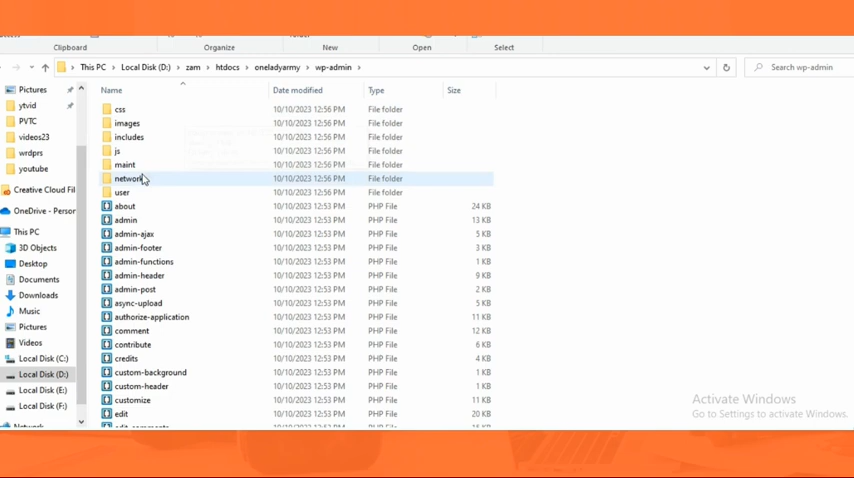 Clipboard Organize New Open Select
This PC > Local Disk (D:) > zam > htdocs > oneladyarmy > wp-admin >
Search wp-admin
Name Date modified Type Size
Pictures
ytvid
PVTC
videos23
wrdprs
youtube
Creative Cloud Fil
OneDrive - Person
This PC
3D Objects
Desktop
Documents
Downloads
Music
Pictures
Videos
Local Disk (C:)
Local Disk (D:)
Local Disk (E:)
Local Disk (F:)
Network
css 10/10/2023 12:56 PM File folder
images 10/10/2023 12:56 PM File folder
includes 10/10/2023 12:56 PM File folder
js 10/10/2023 12:56 PM File folder
maint 10/10/2023 12:56 PM File folder
network 10/10/2023 12:56 PM File folder
user 10/10/2023 12:56 PM File folder
about 10/10/2023 12:53 PM PHP File 24 KB
admin 10/10/2023 12:53 PM PHP File 13 KB
admin-ajax 10/10/2023 12:53 PM PHP File 5 KB
admin-footer 10/10/2023 12:53 PM PHP File 3 KB
admin-functions 10/10/2023 12:53 PM PHP File 1 KB
admin-header 10/10/2023 12:53 PM PHP File 9 KB
admin-post 10/10/2023 12:53 PM PHP File 2 KB
async-upload 10/10/2023 12:53 PM PHP File 5 KB
authorize-application 10/10/2023 12:53 PM PHP File 11 KB
comment 10/10/2023 12:53 PM PHP File 12 KB
contribute 10/10/2023 12:53 PM PHP File 6 KB
credits 10/10/2023 12:53 PM PHP File 4 KB
custom-background 10/10/2023 12:53 PM PHP File 1 KB
custom-header 10/10/2023 12:53 PM PHP File 1 KB
customize 10/10/2023 12:53 PM PHP File 11 KB
edit 10/10/2023 12:53 PM PHP File 20 KB
edit-comments 10/10/2023 12:53 PM PHP File
Activate Windows
Go to Settings to activate Windows.